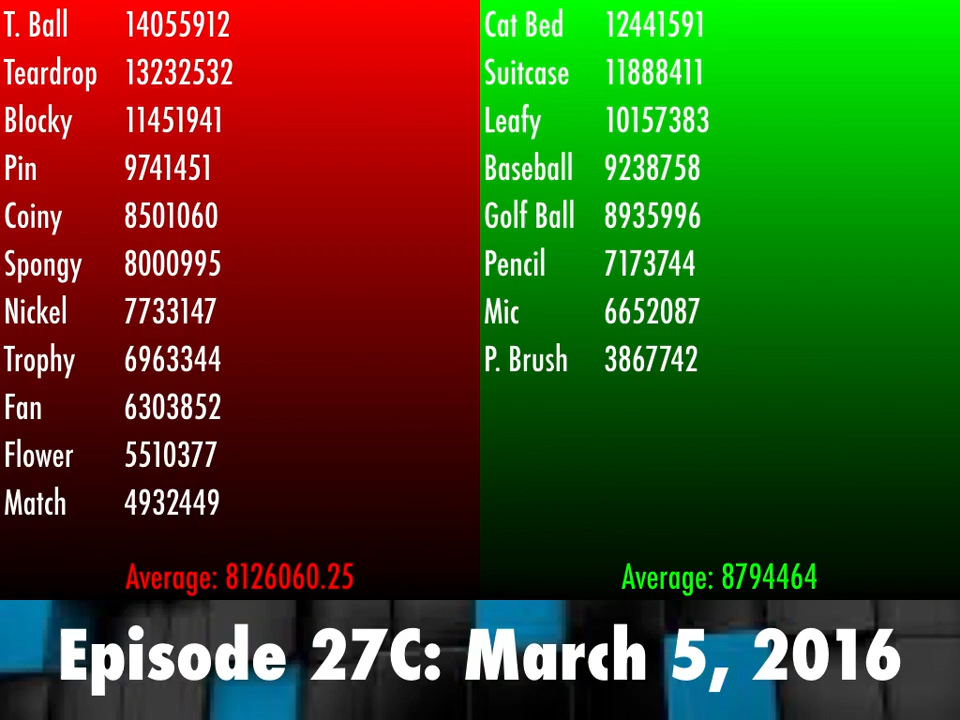 T. Ball 14055912
Teardrop 13232532
Blocky 11451941
Pin 9741451
Coiny 8501060
Spongy 8000995
Nickel 7733147
Trophy 6963344
Fan 6303852
Flower 5510377
Match 4932449
Average: 8126060.25
Cat Bed 12441591
Suitcase 11888411
Leafy 10157383
Baseball 9238758
Golf Ball 8935996
Pencil 7173744
Mic 6652087
P. Brush 3867742
Average: 8794464
Episode 27C: March 5, 2016